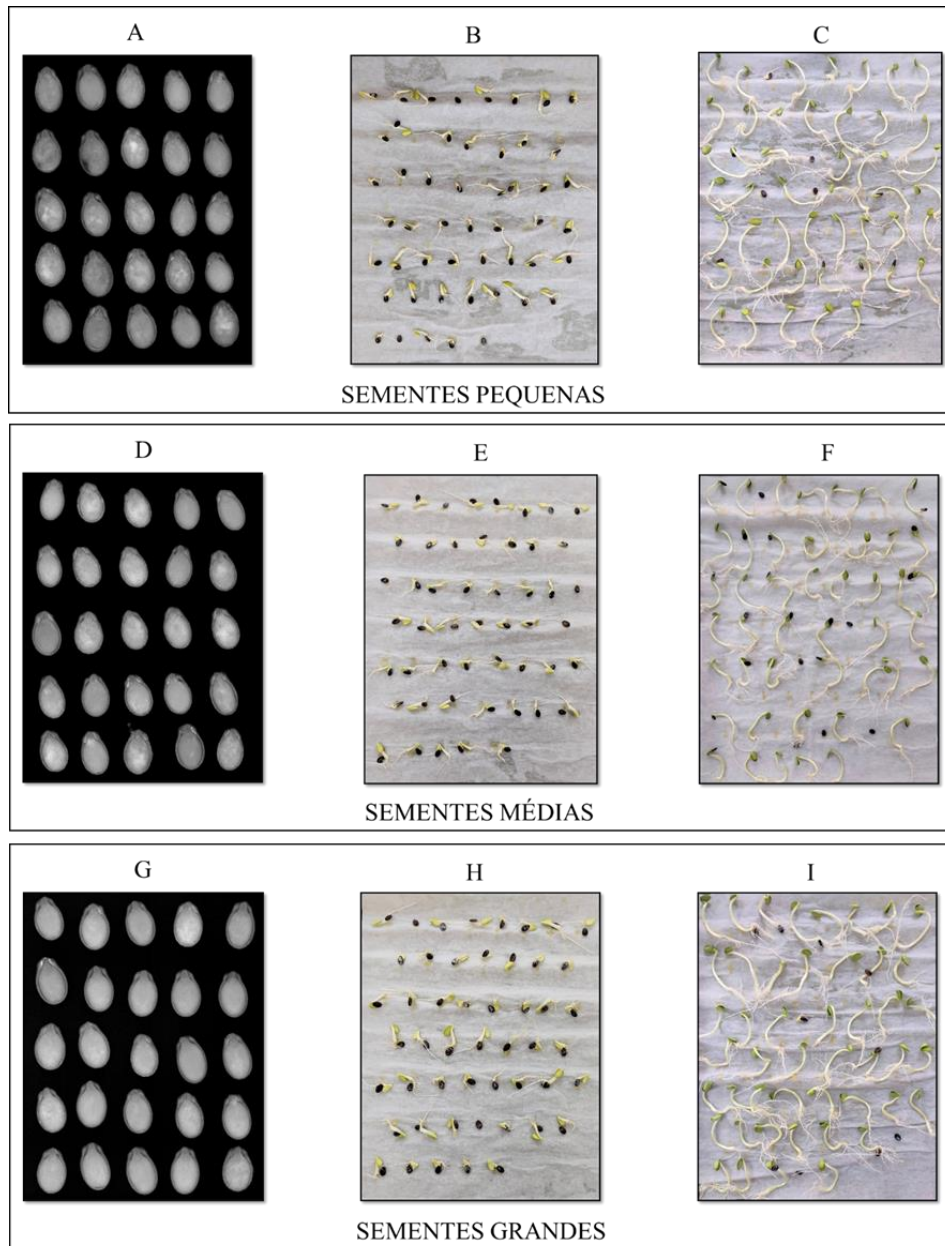 A B C
SEMENTES PEQUENAS
D E F
SEMENTES MÉDIAS
G H I
SEMENTES GRANDES